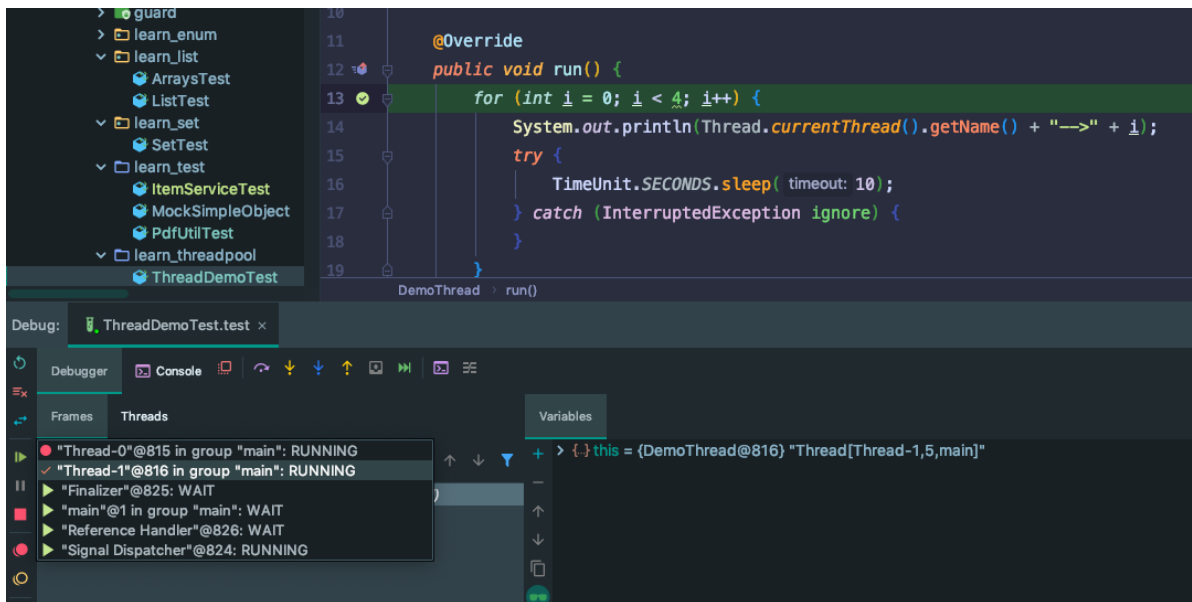 guard
learn_enum
learn_list
ArraysTest
ListTest
learn_set
SetTest
learn_test
ItemServiceTest
MockSimpleObject
PdfUtilTest
learn_threadpool
ThreadDemoTest
10
11 @Override
12 public void run() {
13 for (int i = 0; i < 4; i++) {
14 System.out.println(Thread.currentThread().getName() + "-->" + i);
15 try {
16 TimeUnit.SECONDS.sleep( timeout: 10);
17 } catch (InterruptedException ignore) {
18 }
19 }
DemoThread › run()
Debug: ThreadDemoTest.test ×
Debugger Console
Frames Threads
"Thread-0"@815 in group "main": RUNNING
"Thread-1"@816 in group "main": RUNNING
"Finalizer"@825: WAIT
"main"@1 in group "main": WAIT
"Reference Handler"@826: WAIT
"Signal Dispatcher"@824: RUNNING
Variables
this = {DemoThread@816} "Thread[Thread-1,5,main]"